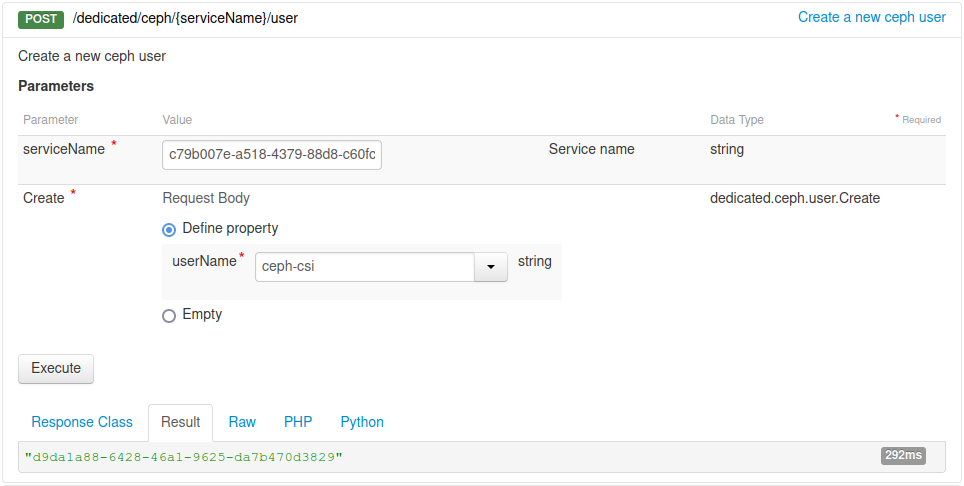 POST /dedicated/ceph/{serviceName}/user Create a new ceph user
Create a new ceph user
Parameters
Parameter Value Data Type * Required
serviceName * c79b007e-a518-4379-88d8-c60fc Service name string
Create * Request Body dedicated.ceph.user.Create
Define property
userName * ceph-csi string
Empty
Execute
Response Class Result Raw PHP Python
"d9da1a88-6428-46a1-9625-da7b470d3829" 292ms